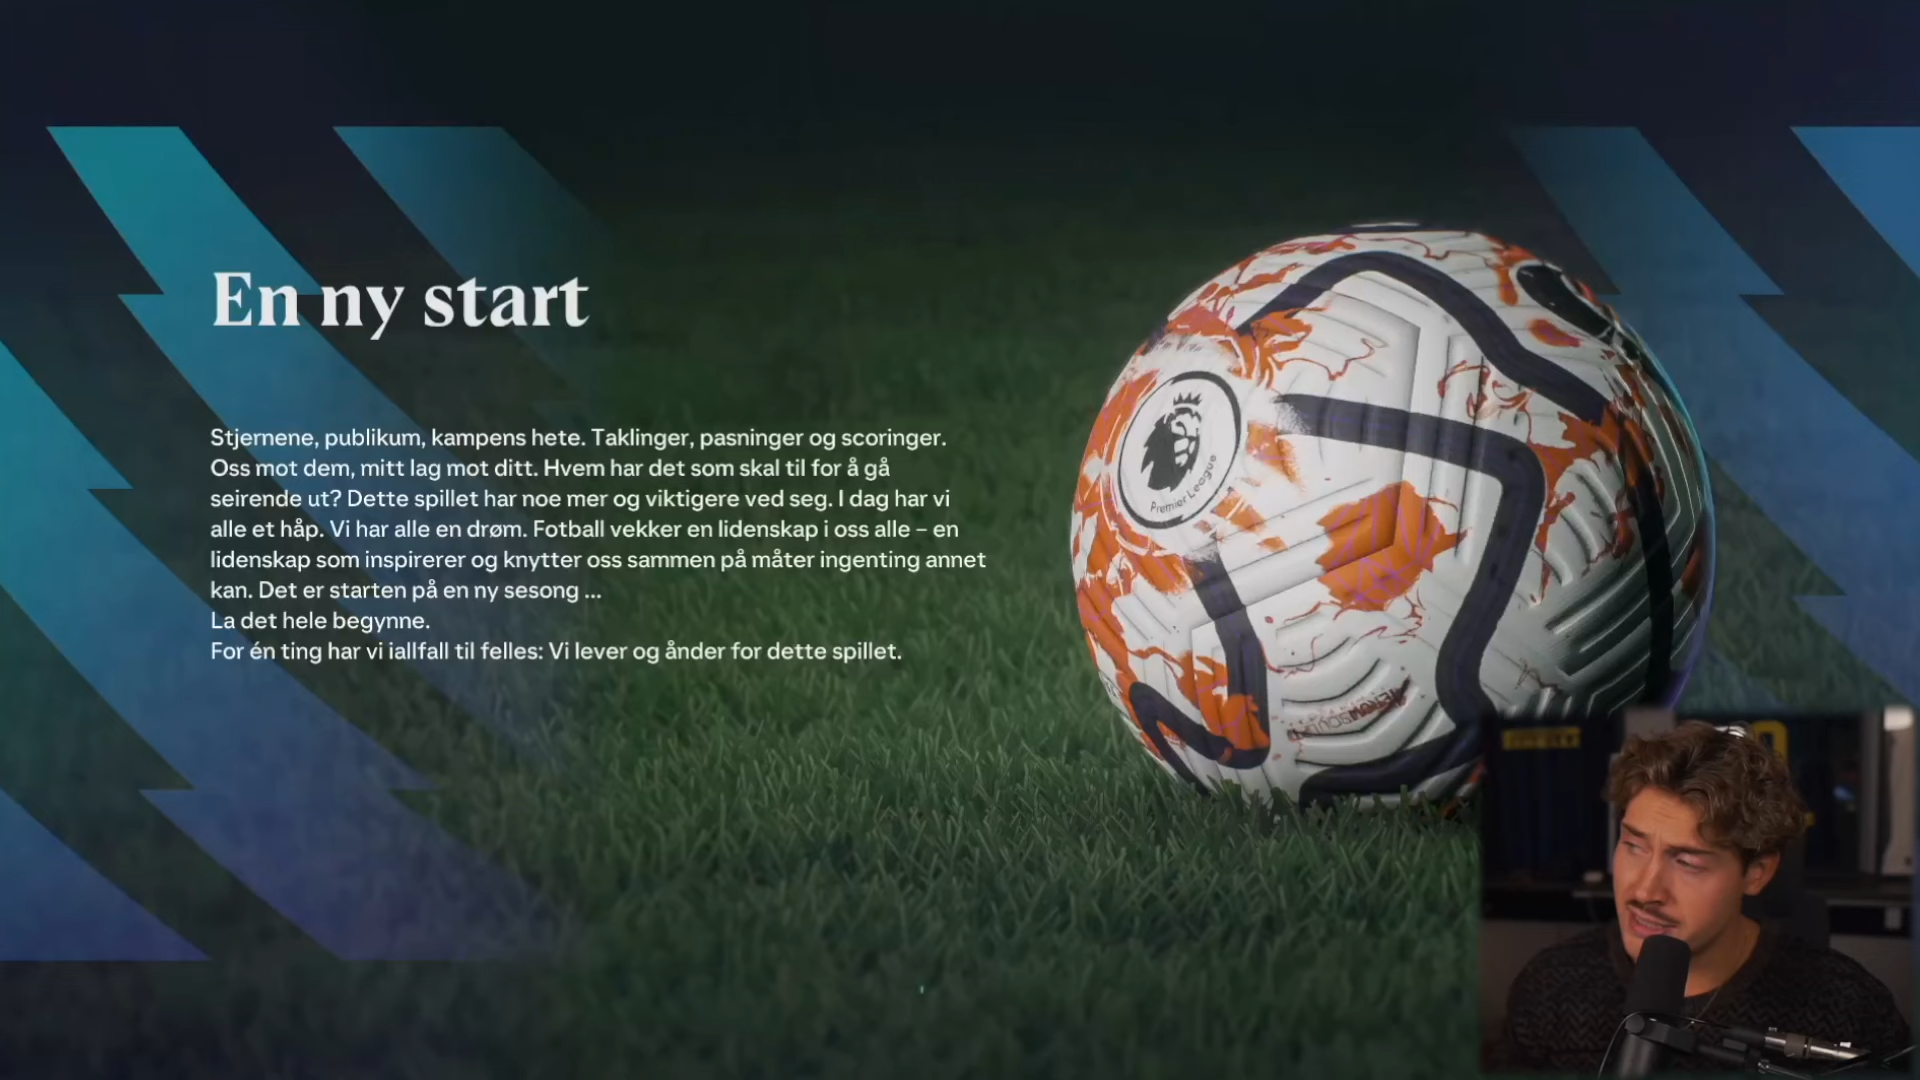 En ny start
Stjernene, publikum, kampens hete. Taklinger, pasninger og scoringer.
Oss mot dem, mitt lag mot ditt. Hvem har det som skal til for å gå
seirende ut? Dette spillet har noe mer og viktigere ved seg. I dag har vi
alle et håp. Vi har alle en drøm. Fotball vekker en lidenskap i oss alle – en
lidenskap som inspirerer og knytter oss sammen på måter ingenting annet
kan. Det er starten på en ny sesong ...
La det hele begynne.
For én ting har vi iallfall til felles: Vi lever og ånder for dette spillet.
Premier League